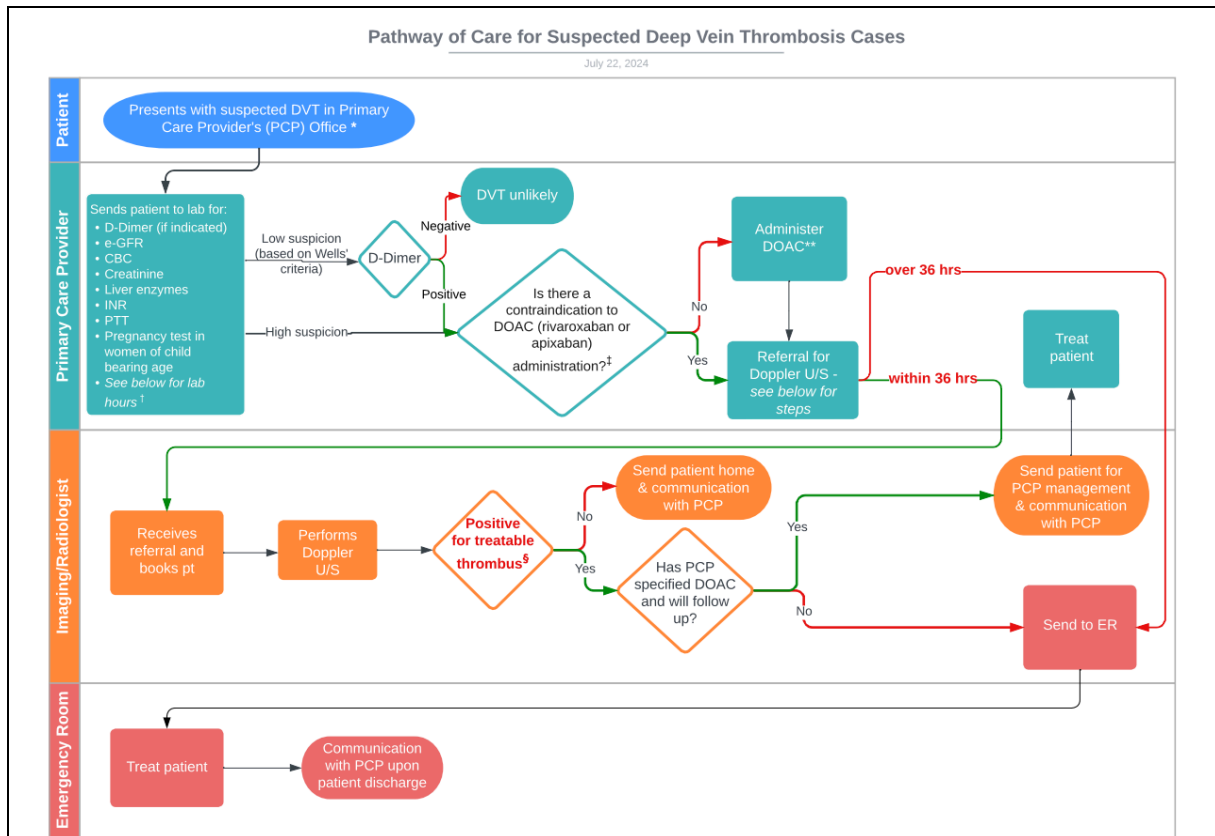 Pathway of Care for Suspected Deep Vein Thrombosis Cases
July 22, 2024
Patient
Presents with suspected DVT in Primary
Care Provider's (PCP) Office *
Primary Care Provider
Sends patient to lab for:
• D-Dimer (if indicated)
• e-GFR
• CBC
• Creatinine
• Liver enzymes
• INR
• PTT
• Pregnancy test in
women of child
bearing age
• See below for lab
hours †
Low suspicion
(based on Wells'
criteria)
High suspicion
D-Dimer
Negative
Positive
DVT unlikely
Is there a
contraindication to
DOAC (rivaroxaban or
apixaban)
administration?‡
No
Yes
Administer
DOAC**
Referral for
Doppler U/S -
see below for
steps
over 36 hrs
within 36 hrs
Treat
patient
Imaging/Radiologist
Receives
referral and
books pt
Performs
Doppler
U/S
Positive
for treatable
thrombus§
No
Yes
Send patient home
& communication
with PCP
Has PCP
specified DOAC
and will follow
up?
Yes
No
Send patient for
PCP management
& communication
with PCP
Send to ER
Emergency Room
Treat patient
Communication
with PCP upon
patient discharge